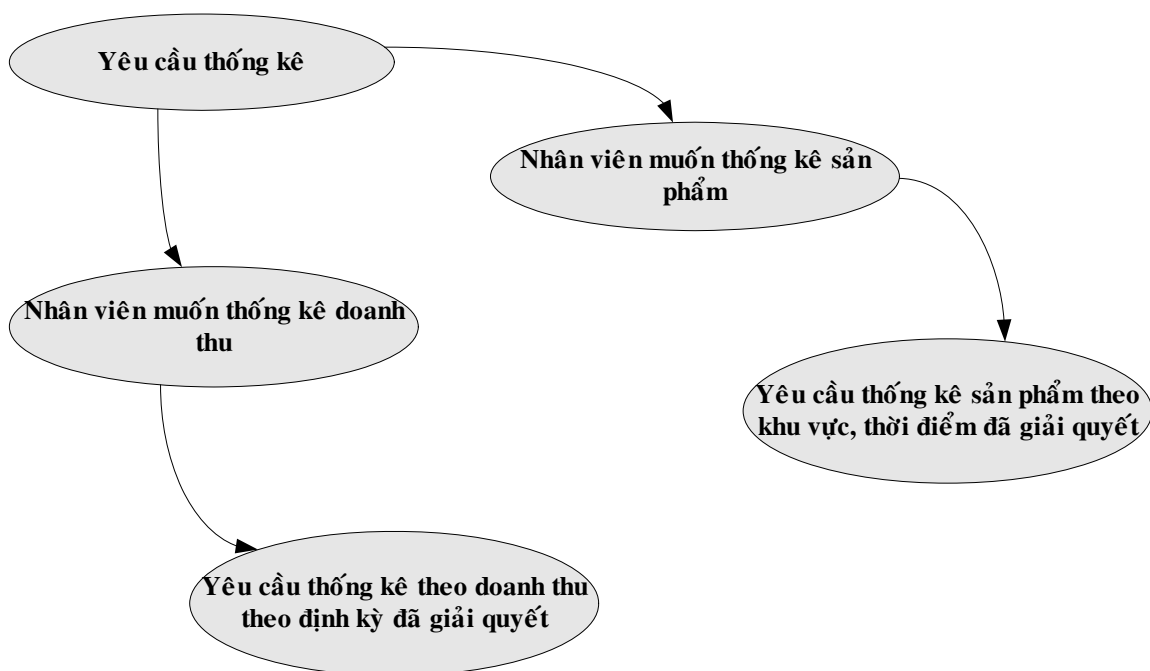 Yêu cầu thống kê
Nhân viên muốn thống kê sản
phẩm
Nhân viên muốn thống kê doanh
thu
Yêu cầu thống kê sản phẩm theo
khu vực, thời điểm đã giải quyết
Yêu cầu thống kê theo doanh thu
theo định kỳ đã giải quyết